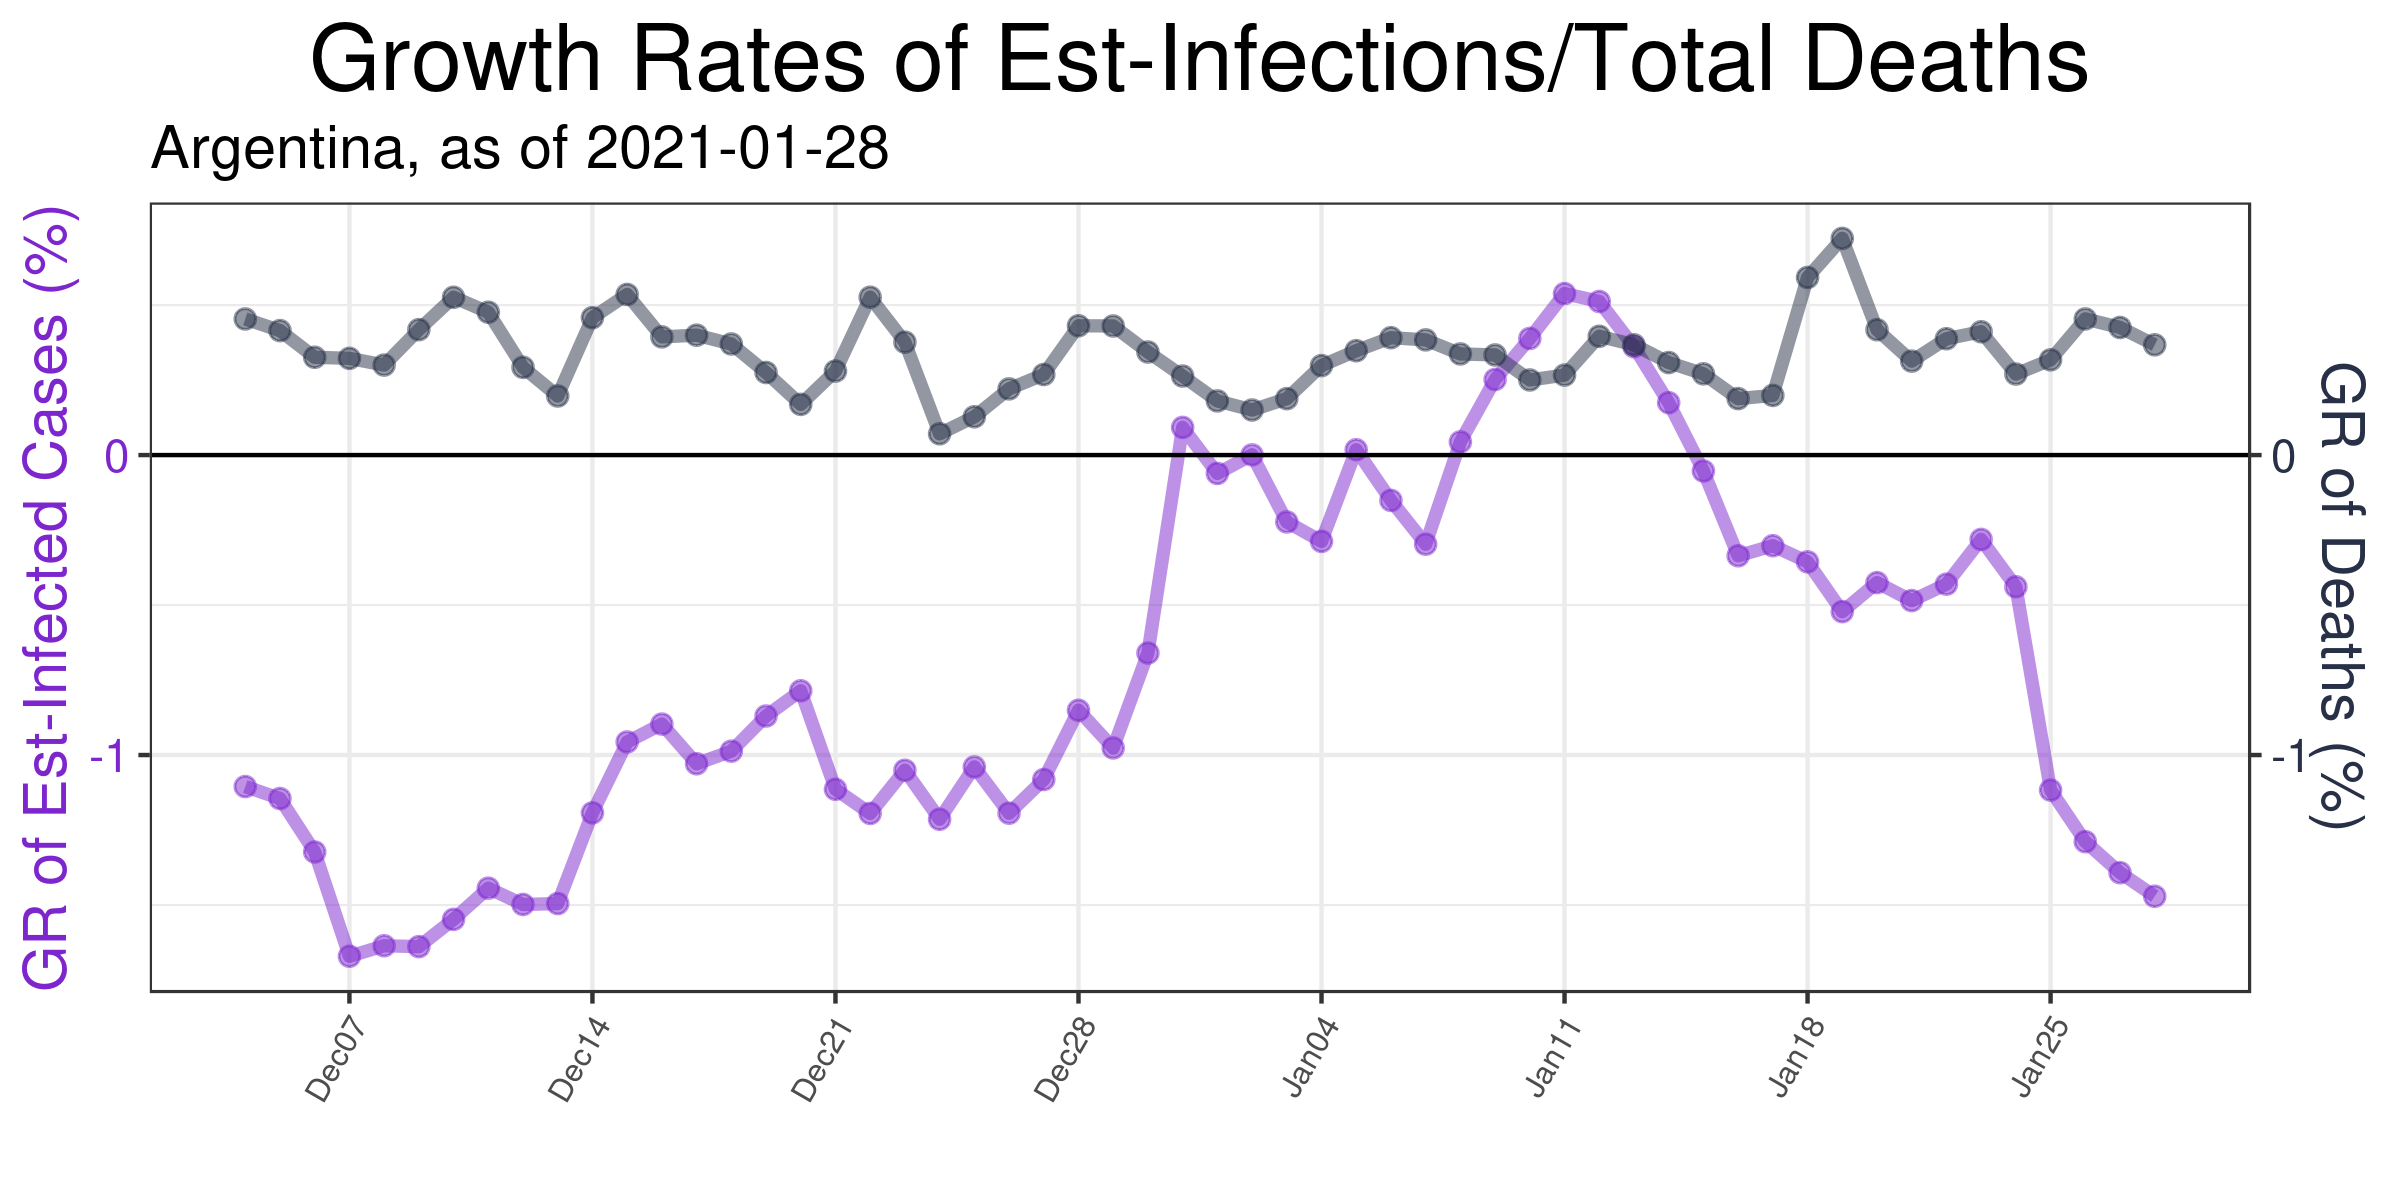 Growth Rates of Est-Infections/Total Deaths
Argentina, as of 2021-01-28
GR of Est-Infected Cases (%)
0
-1
0
-1
GR of Deaths (%)
Dec07
Dec14
Dec21
Dec28
Jan04
Jan11
Jan18
Jan25